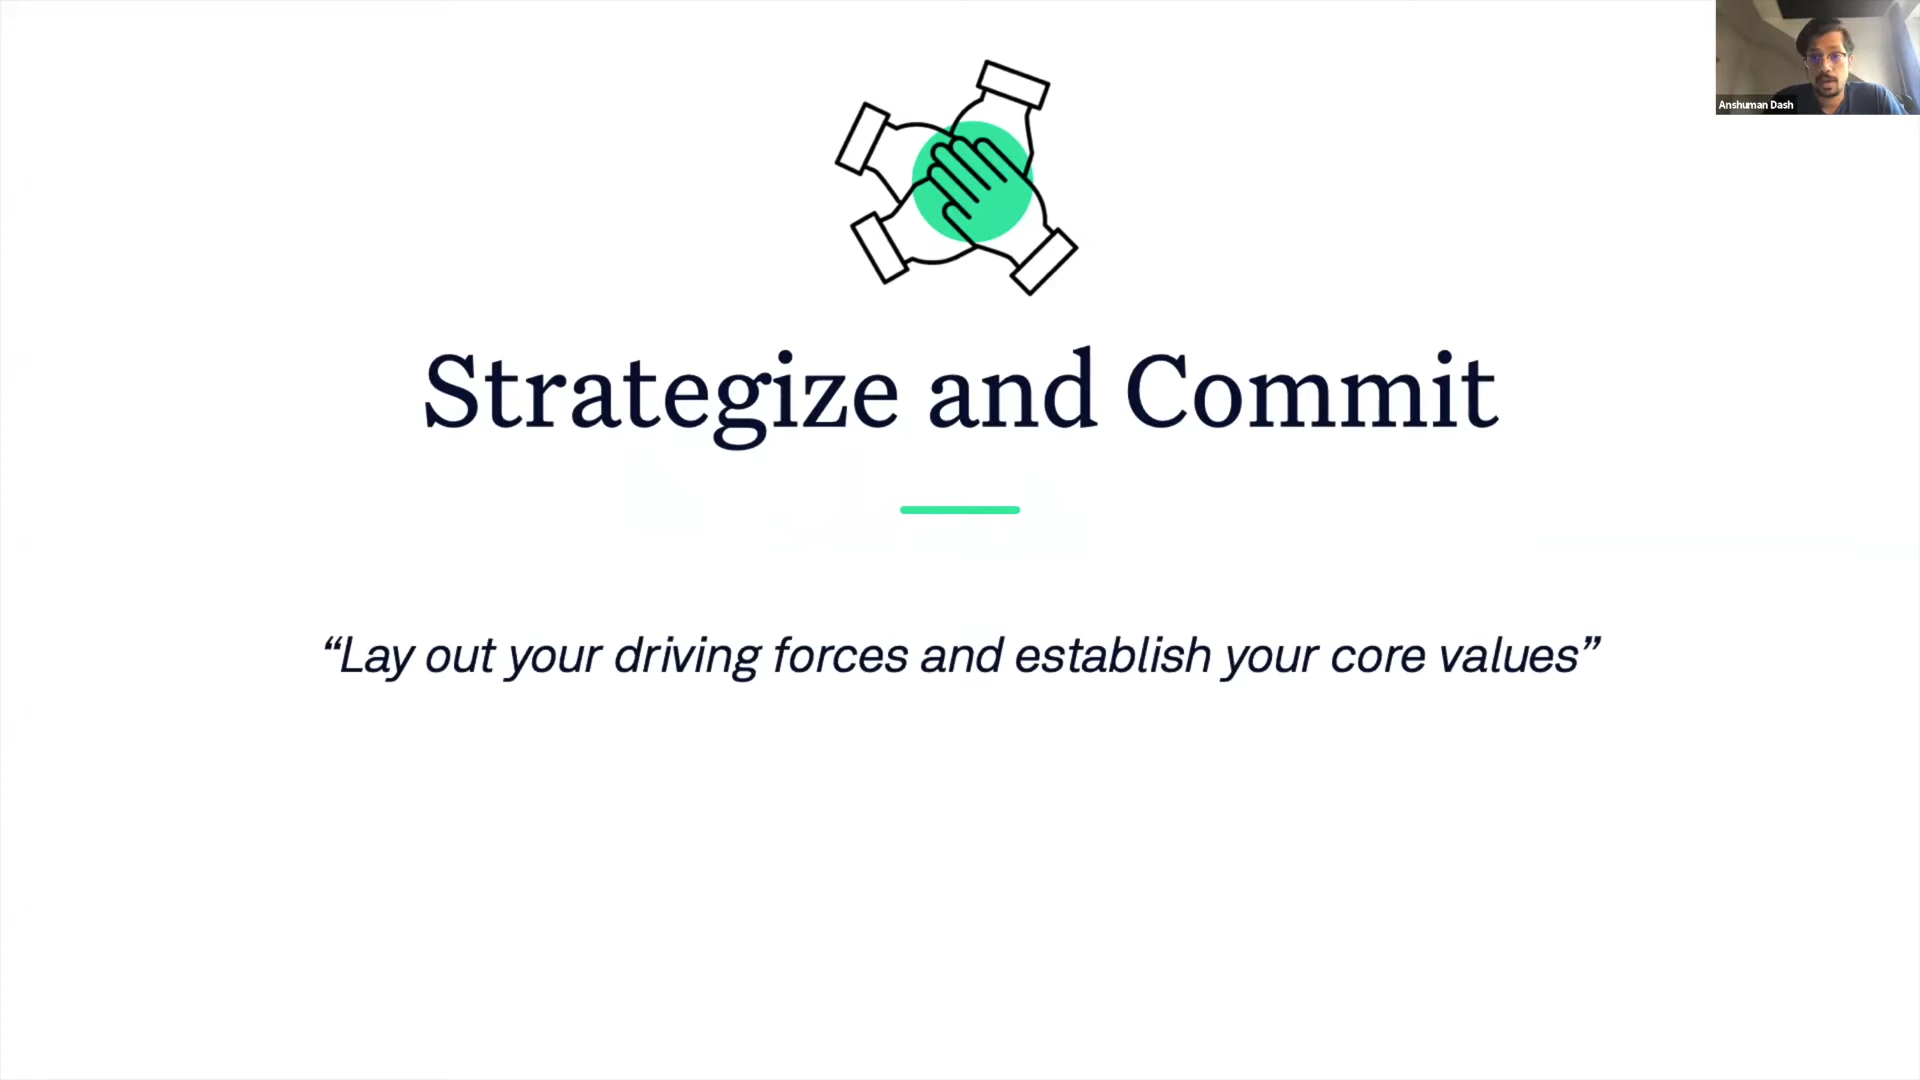 Anshuman Dash
Strategize and Commit
“Lay out your driving forces and establish your core values”